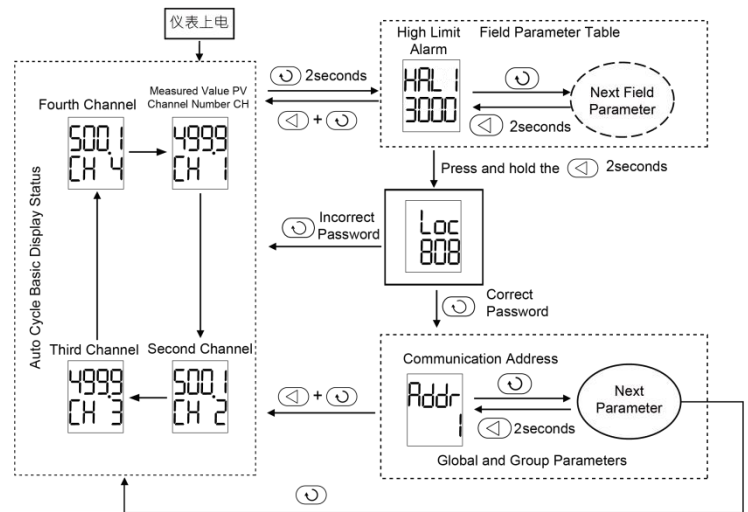 仪表上电
High Limit
Alarm
Field Parameter Table
HAL1
3000
2seconds
+
Next Field
Parameter
2seconds
Measured Value PV
Channel Number CH
Fourth Channel
500.1
CH 4
499.9
CH 1
Auto Cycle Basic Display Status
Press and hold the 2seconds
Incorrect
Password
Loc
808
Correct
Password
Third Channel
Second Channel
499.9
CH 3
500.1
CH 2
+
Communication Address
Addr
1
2seconds
Next
Parameter
Global and Group Parameters